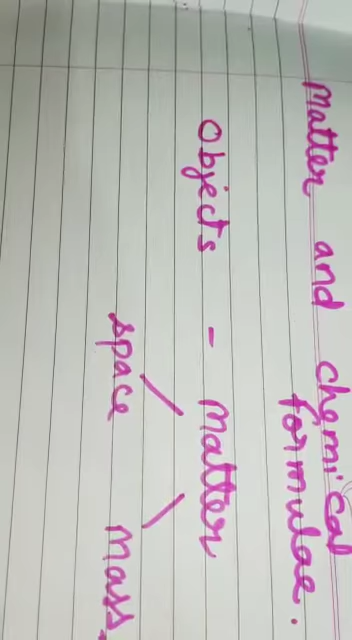 Matter and chemical
formulae.
Objects - Matter
space mass